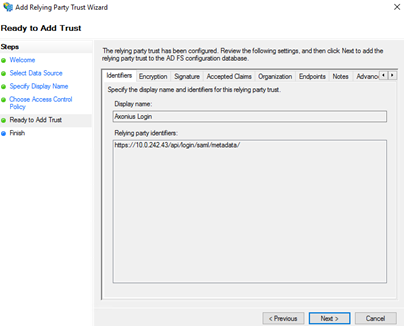 Add Relying Party Trust Wizard
Ready to Add Trust
Steps
Welcome
Select Data Source
Specify Display Name
Choose Access Control
Policy
Ready to Add Trust
Finish
The relying party trust has been configured. Review the following settings, and then click Next to add the
relying party trust to the AD FS configuration database.
Identifiers Encryption Signature Accepted Claims Organization Endpoints Notes Advanc
Specify the display name and identifiers for this relying party trust.
Display name:
Axonius Login
Relying party identifiers:
https://10.0.242.43/api/login/saml/metadata/
< Previous Next > Cancel